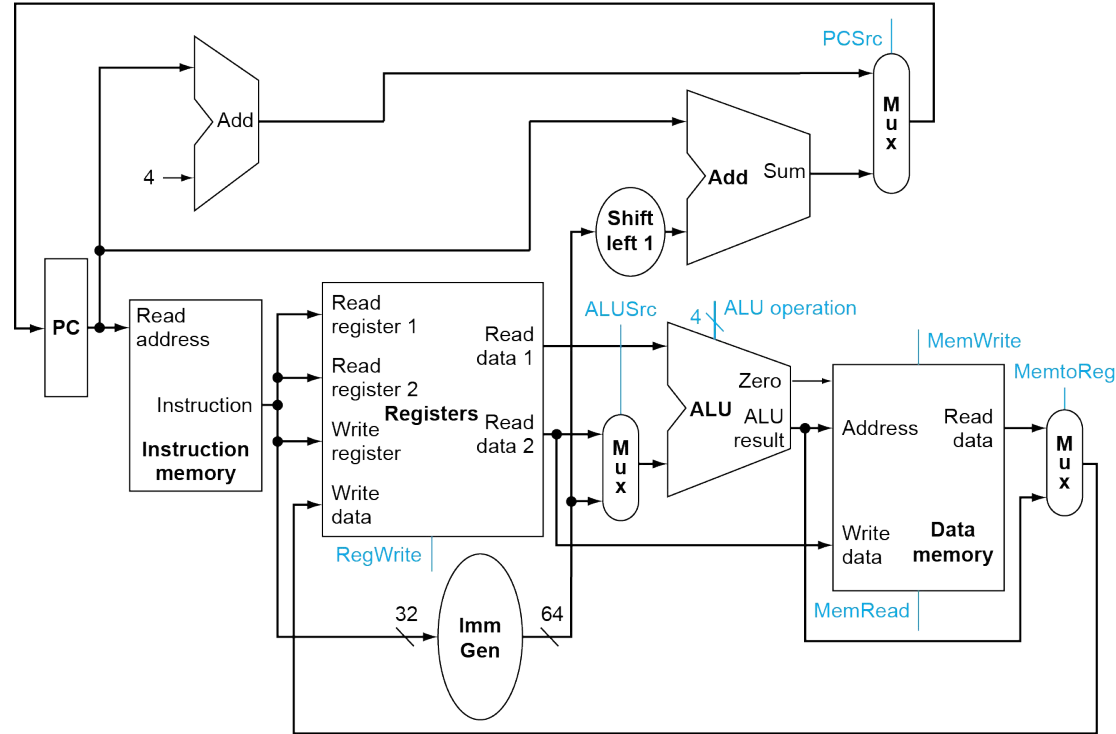 PCSrc
M
u
x
Add
4
Add
Sum
Shift
left 1
PC
Read
address
Instruction
Instruction
memory
Read
register 1
Read
register 2
Write
register
Write
data
Registers
Read
data 1
Read
data 2
RegWrite
ALUSrc
M
u
x
4
ALU operation
ALU
Zero
ALU
result
MemWrite
Address
Read
data
Write
data
Data
memory
MemRead
MemtoReg
M
u
x
32
Imm
Gen
64